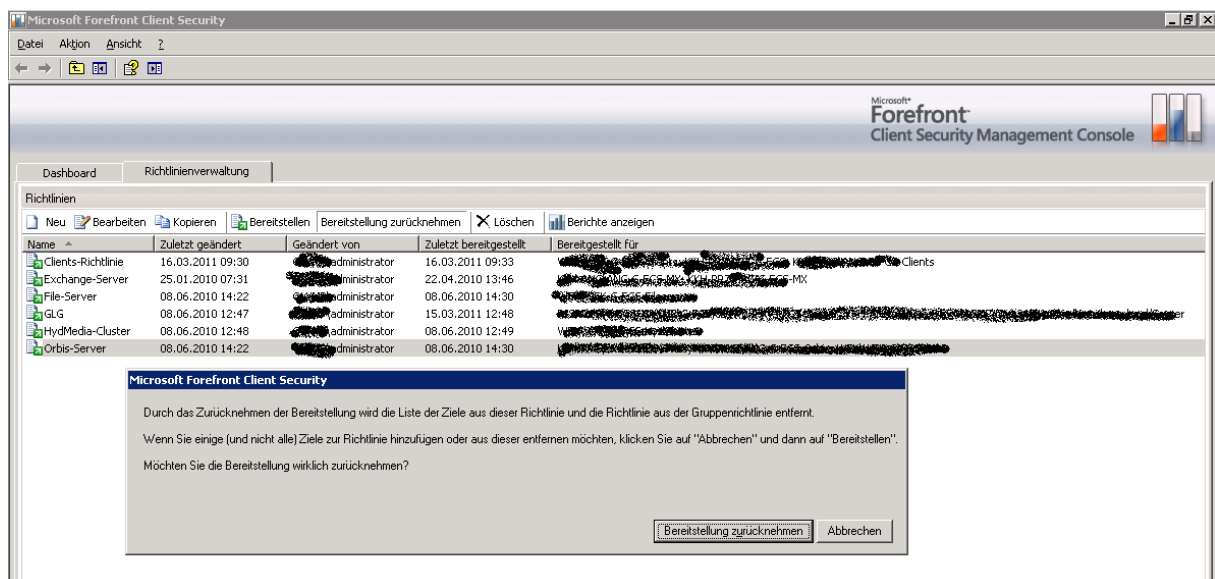 Microsoft Forefront Client Security
Datei Aktion Ansicht ?
Microsoft®
Forefront™
Client Security Management Console
Dashboard Richtlinienverwaltung
Richtlinien
Neu Bearbeiten Kopieren Bereitstellen Bereitstellung zurücknehmen Löschen Berichte anzeigen
Name Zuletzt geändert Geändert von Zuletzt bereitgestellt Bereitgestellt für
Clients-Richtlinie 16.03.2011 09:30 administrator 16.03.2011 09:33 Clients
Exchange-Server 25.01.2010 07:31 ministrator 22.04.2010 13:46
File-Server 08.06.2010 14:22 administrator 08.06.2010 14:30
GLG 08.06.2010 12:47 administrator 15.03.2011 12:48
HydMedia-Cluster 08.06.2010 12:48 administrator 08.06.2010 12:49
Orbis-Server 08.06.2010 14:22 dministrator 08.06.2010 14:30
Microsoft Forefront Client Security
Durch das Zurücknehmen der Bereitstellung wird die Liste der Ziele aus dieser Richtlinie und die Richtlinie aus der Gruppenrichtlinie entfernt.
Wenn Sie einige (und nicht alle) Ziele zur Richtlinie hinzufügen oder aus dieser entfernen möchten, klicken Sie auf "Abbrechen" und dann auf "Bereitstellen".
Möchten Sie die Bereitstellung wirklich zurücknehmen?
Bereitstellung zurücknehmen Abbrechen